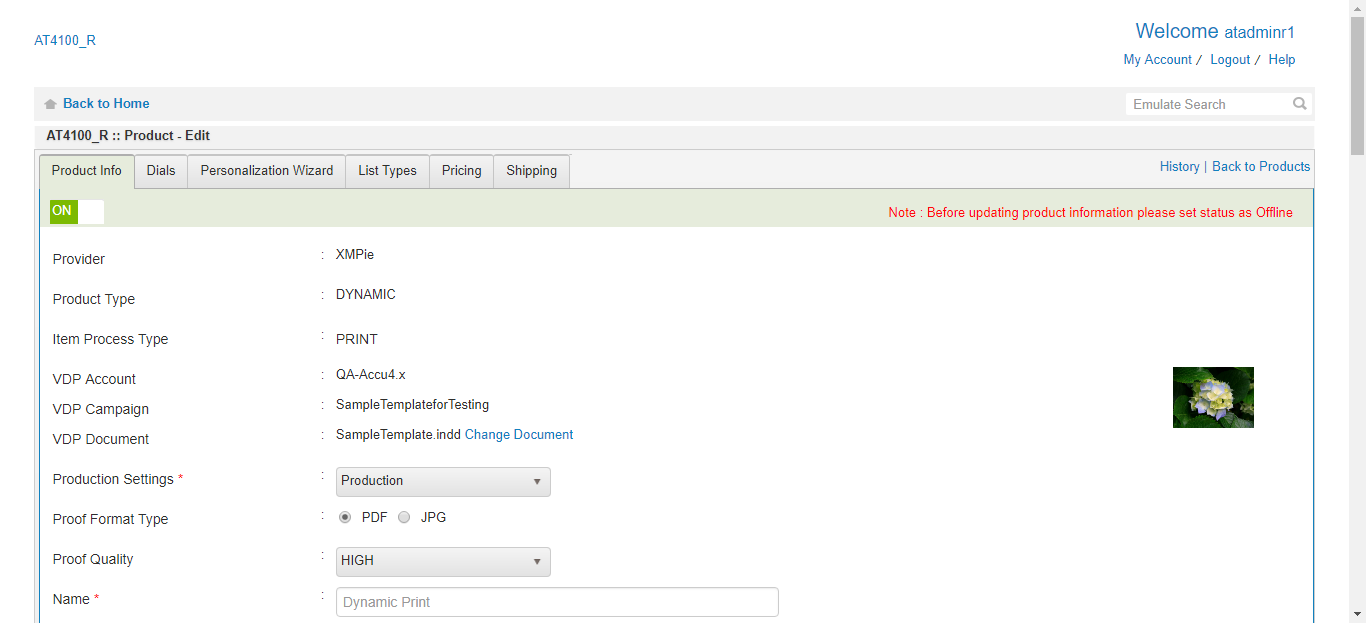 Welcome atadminr1
AT4100_R
My Account / Logout / Help
Back to Home
Emulate Search
AT4100_R :: Product - Edit
Product Info Dials Personalization Wizard List Types Pricing Shipping
History | Back to Products
ON
Note : Before updating product information please set status as Offline
Provider : XMPie
Product Type : DYNAMIC
Item Process Type : PRINT
VDP Account : QA-Accu4.x
VDP Campaign : SampleTemplateforTesting
VDP Document : SampleTemplate.indd Change Document
Production Settings * : Production
Proof Format Type : PDF JPG
Proof Quality : HIGH
Name * : Dynamic Print